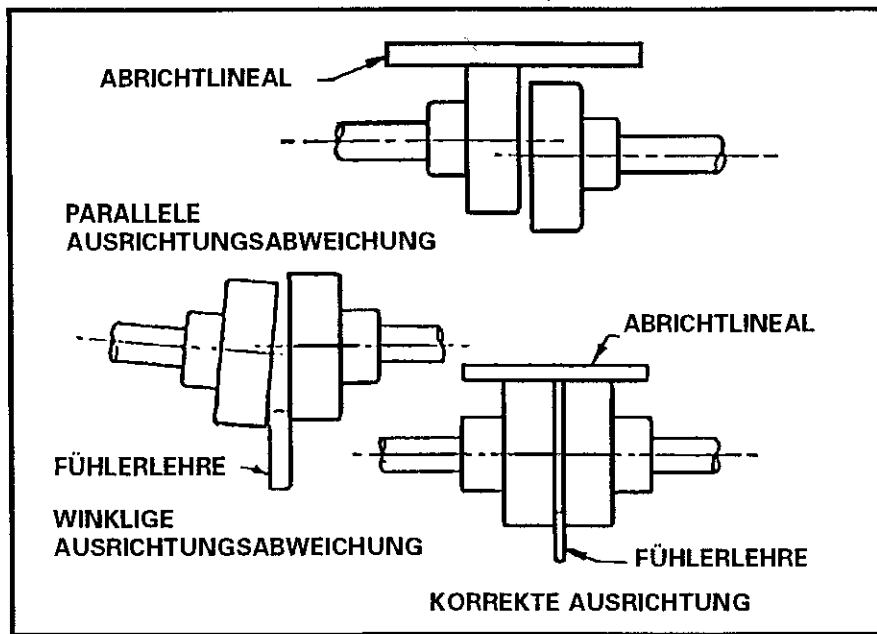 ABRICHTLINEAL
PARALLELE
AUSRICHTUNGSABWEICHUNG
ABRICHTLINEAL
FÜHLERLEHRE
WINKLIGE
AUSRICHTUNGSABWEICHUNG
FÜHLERLEHRE
KORREKTE AUSRICHTUNG